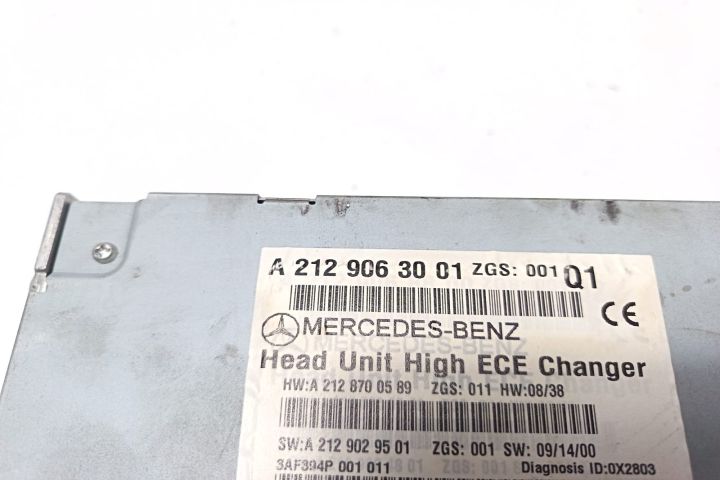 A 212 906 30 01 ZGS: 001 Q1
CE
MERCEDES-BENZ
Head Unit High ECE Changer
HW:A 212 870 05 89 ZGS: 011 HW:08/38
SW:A 212 902 95 01 ZGS: 001 SW: 09/14/00
3AF394P 001 011 Diagnosis ID:0X2803